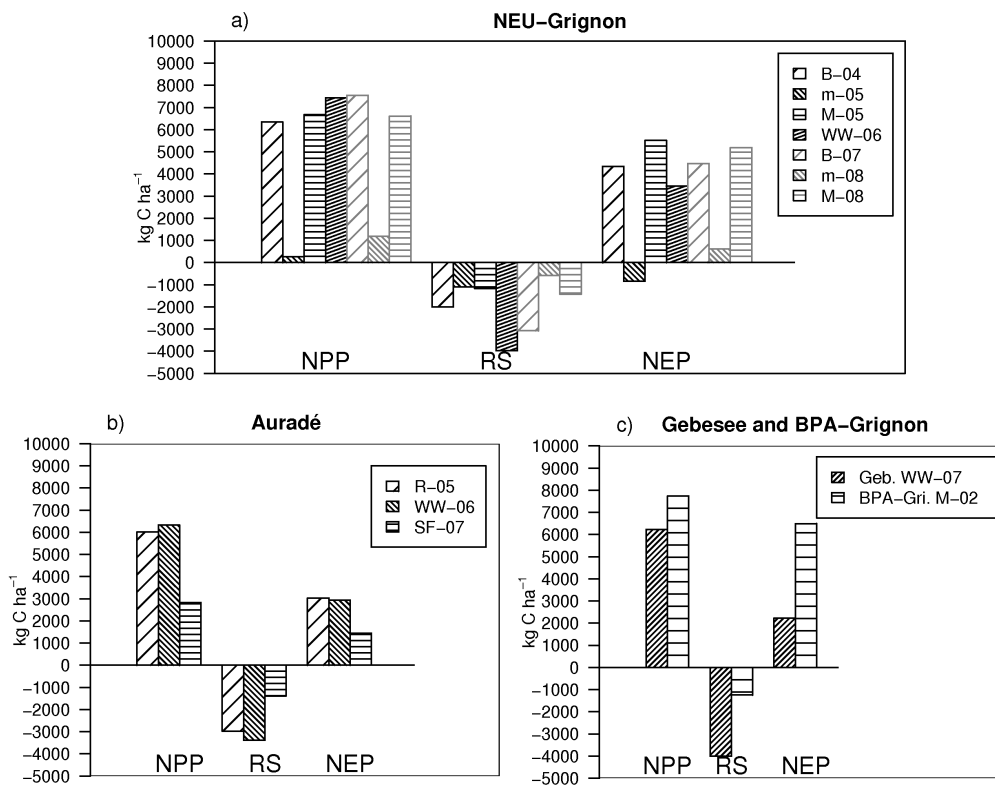 a)
NEU−Grignon
10000
9000
8000
7000
6000
5000
4000
3000
2000
1000
0
−1000
−2000
−3000
−4000
−5000
kg C ha−1
B−04
m−05
M−05
WW−06
B−07
m−08
M−08
NPP RS NEP
b)
Auradé
10000
9000
8000
7000
6000
5000
4000
3000
2000
1000
0
−1000
−2000
−3000
−4000
−5000
kg C ha−1
R−05
WW−06
SF−07
NPP RS NEP
c)
Gebesee and BPA−Grignon
10000
9000
8000
7000
6000
5000
4000
3000
2000
1000
0
−1000
−2000
−3000
−4000
−5000
kg C ha−1
Geb. WW−07
BPA−Gri. M−02
NPP RS NEP